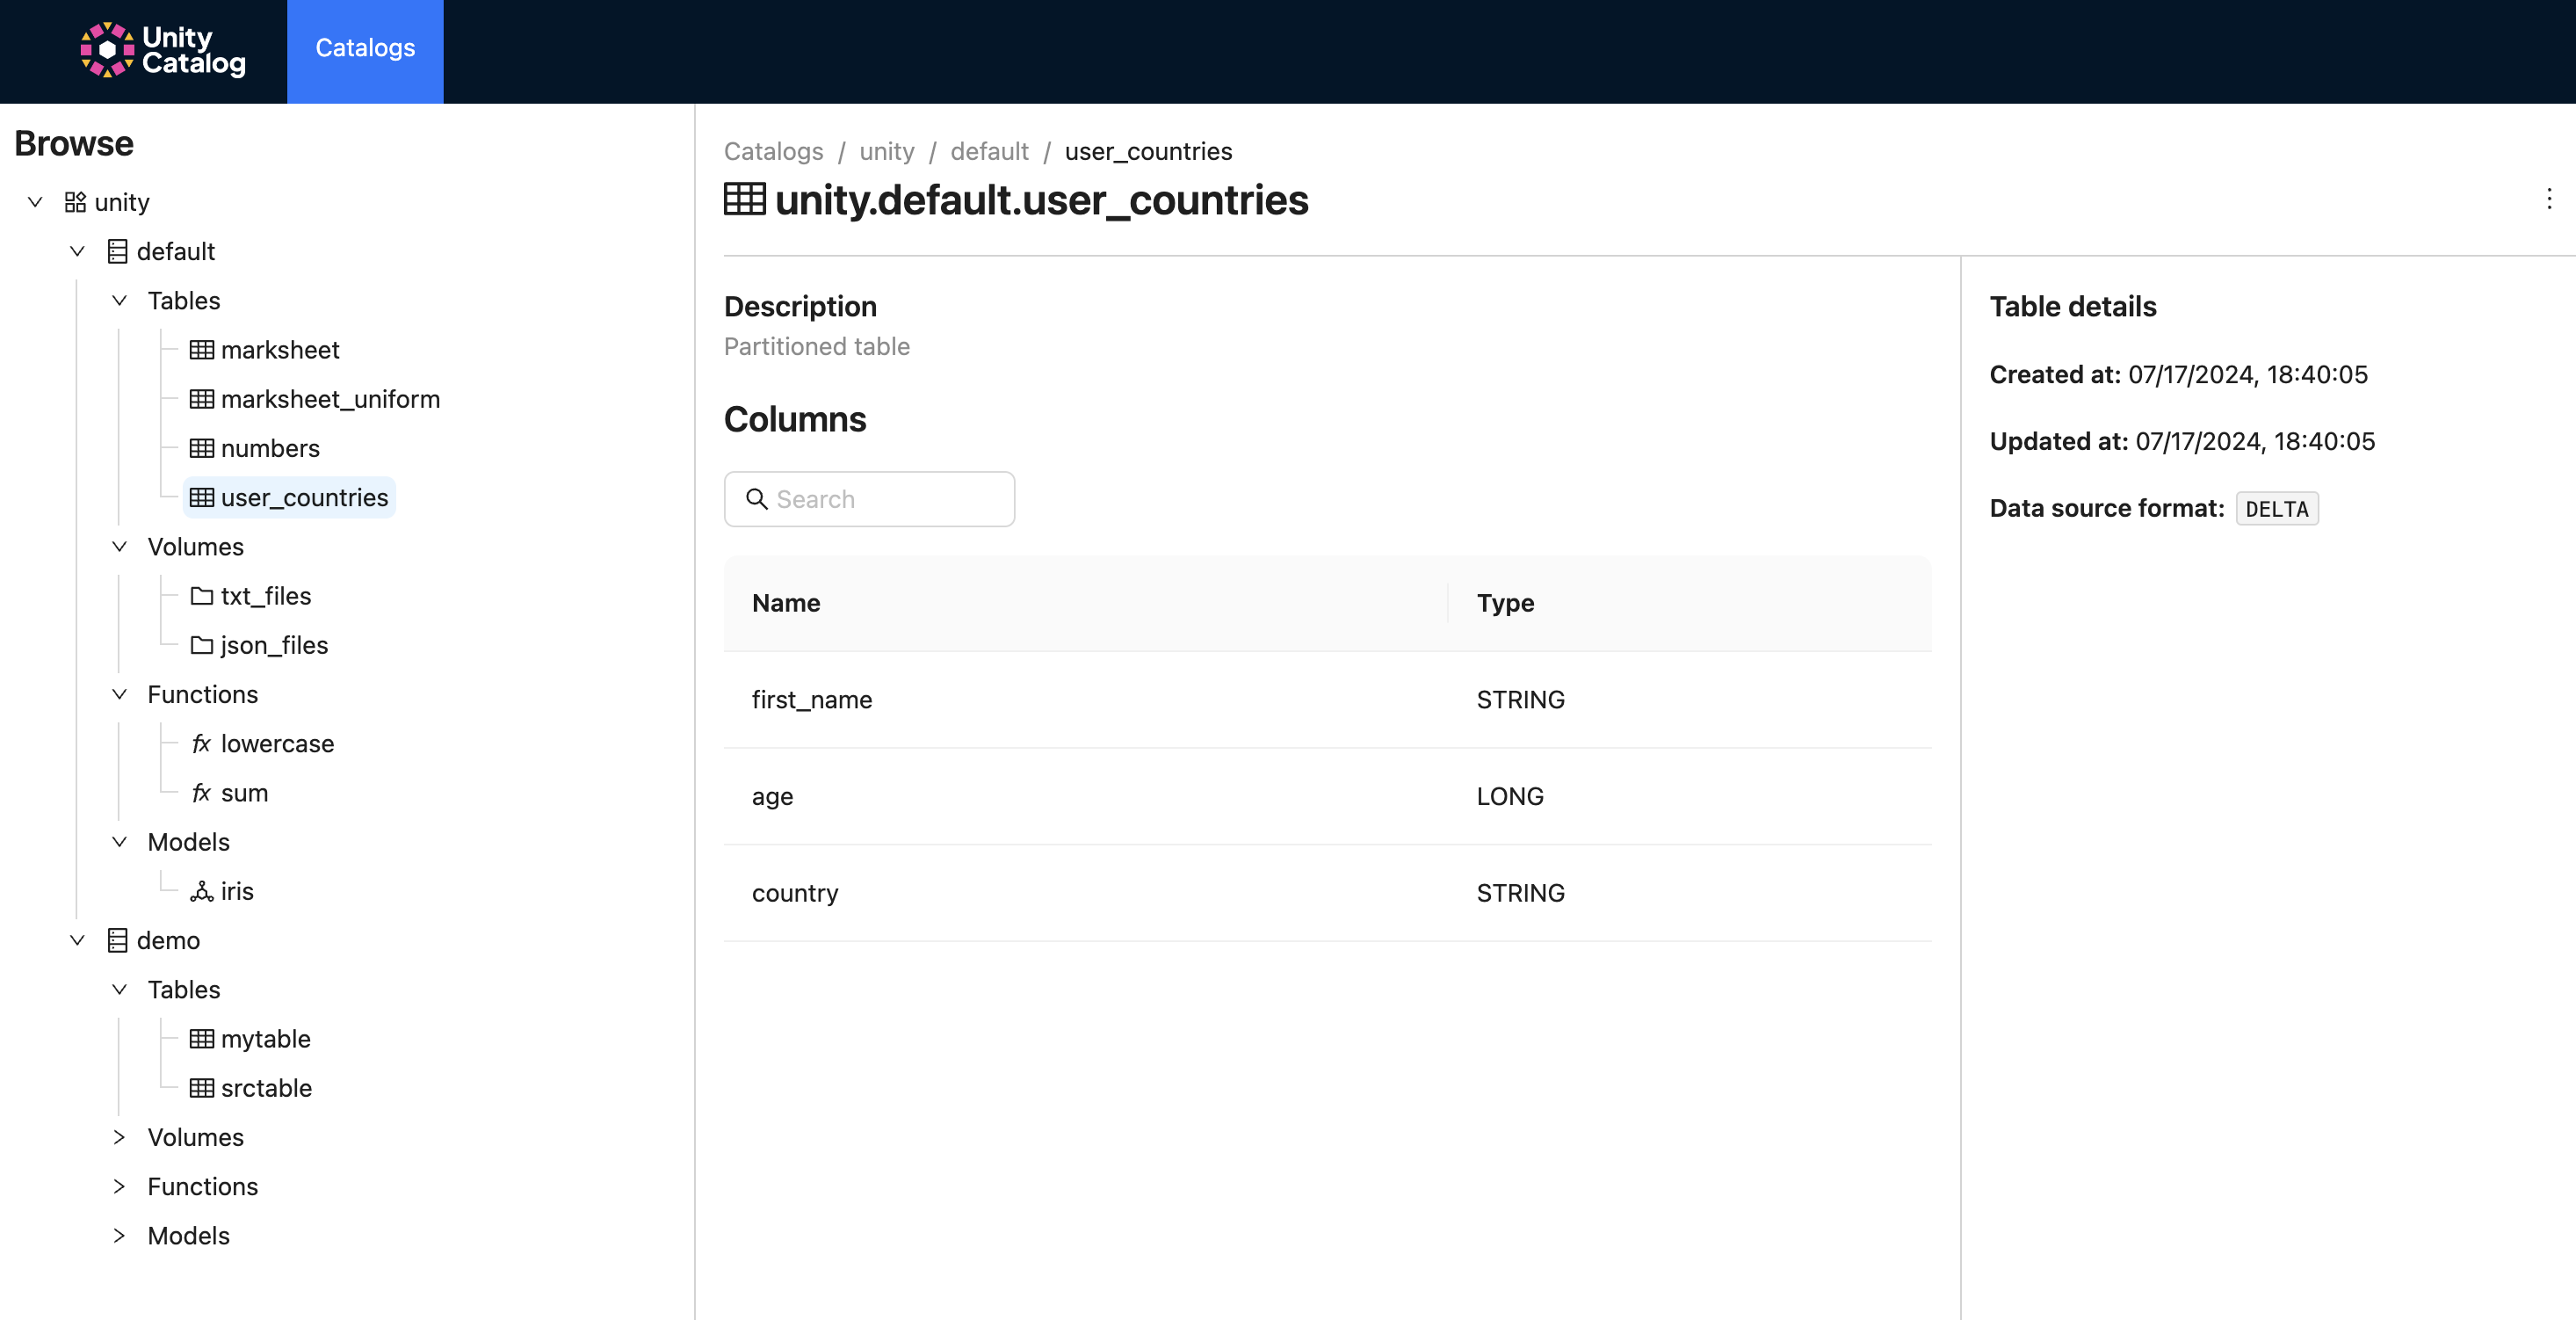 Unity
Catalog
Catalogs
Browse
unity
default
Tables
marksheet
marksheet_uniform
numbers
user_countries
Volumes
txt_files
json_files
Functions
fx lowercase
fx sum
Models
iris
demo
Tables
mytable
srctable
Volumes
Functions
Models
Catalogs / unity / default / user_countries
unity.default.user_countries
Description
Partitioned table
Columns
Search
Name Type
first_name STRING
age LONG
country STRING
Table details
Created at: 07/17/2024, 18:40:05
Updated at: 07/17/2024, 18:40:05
Data source format: DELTA